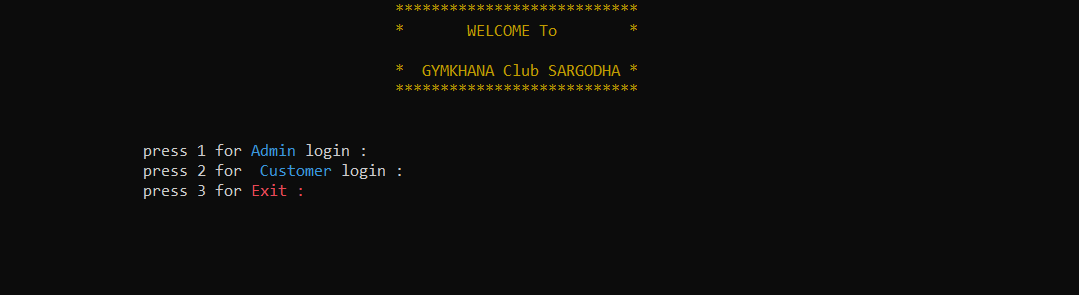 ***************************
* WELCOME To *
* GYMKHANA Club SARGODHA *
***************************
press 1 for Admin login :
press 2 for  Customer login :
press 3 for Exit :